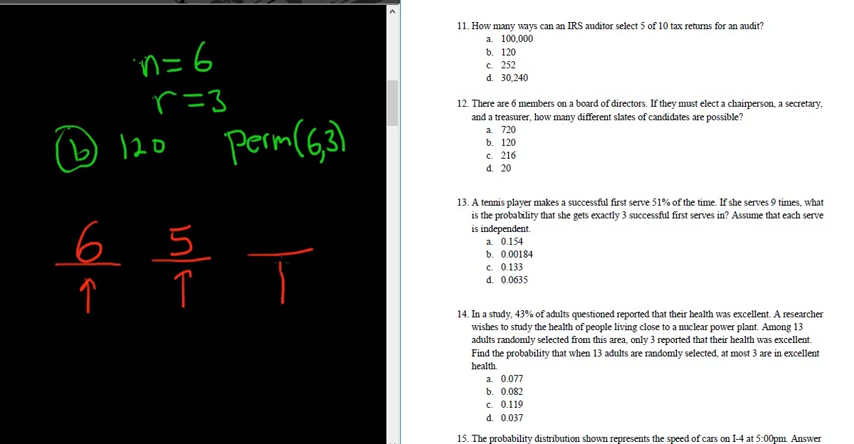 n=6
r=3
(b) 120 perm(6,3)
6 5
11. How many ways can an IRS auditor select 5 of 10 tax returns for an audit?
a. 100,000
b. 120
c. 252
d. 30,240
12. There are 6 members on a board of directors. If they must elect a chairperson, a secretary,
and a treasurer, how many different slates of candidates are possible?
a. 720
b. 120
c. 216
d. 20
13. A tennis player makes a successful first serve 51% of the time. If she serves 9 times, what
is the probability that she gets exactly 3 successful first serves in? Assume that each serve
is independent.
a. 0.154
b. 0.00184
c. 0.133
d. 0.0635
14. In a study, 43% of adults questioned reported that their health was excellent. A researcher
wishes to study the health of people living close to a nuclear power plant. Among 13
adults randomly selected from this area, only 3 reported that their health was excellent.
Find the probability that when 13 adults are randomly selected, at most 3 are in excellent
health.
a. 0.077
b. 0.082
c. 0.119
d. 0.037
15. The probability distribution shown represents the speed of cars on I-4 at 5:00pm. Answer